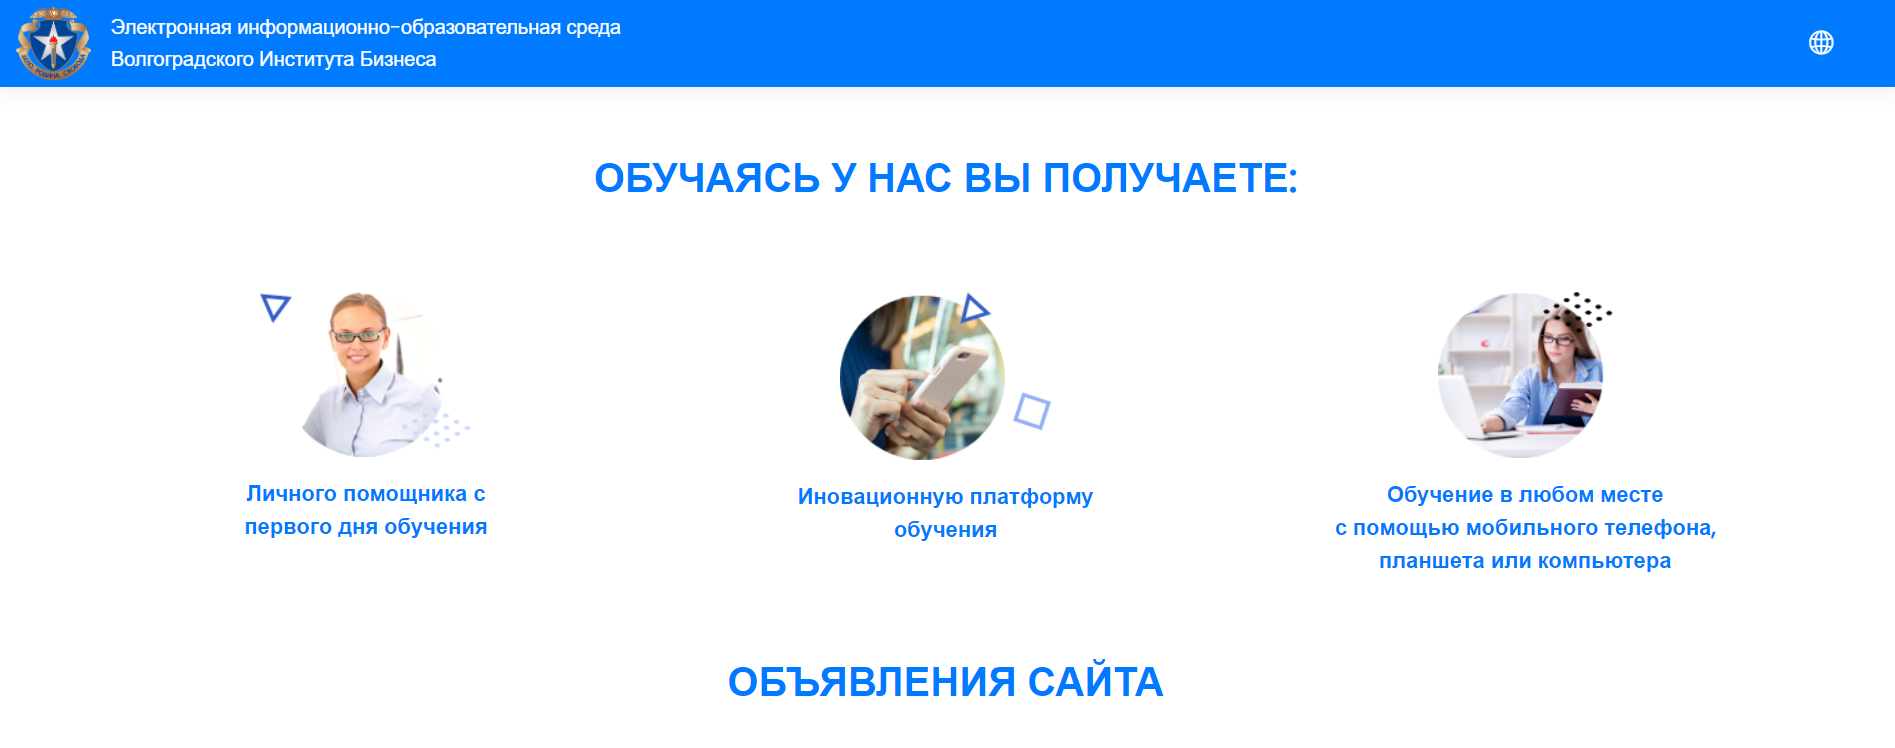 Электронная информационно-образовательная среда
Волгоградского Института Бизнеса
ОБУЧАЯСЬ У НАС ВЫ ПОЛУЧАЕТЕ:
Личного помощника с
первого дня обучения
Иновационную платформу
обучения
Обучение в любом месте
с помощью мобильного телефона,
планшета или компьютера
ОБЪЯВЛЕНИЯ САЙТА